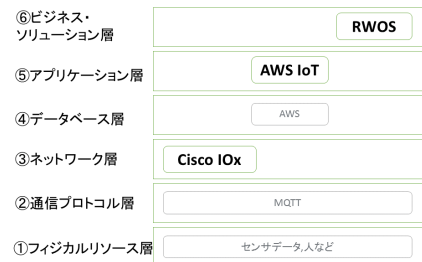 ⑥ビジネス・
ソリューション層
RWOS
⑤アプリケーション層
AWS IoT
④データベース層
AWS
③ネットワーク層
Cisco IOx
②通信プロトコル層
MQTT
①フィジカルリソース層
センサデータ,人など